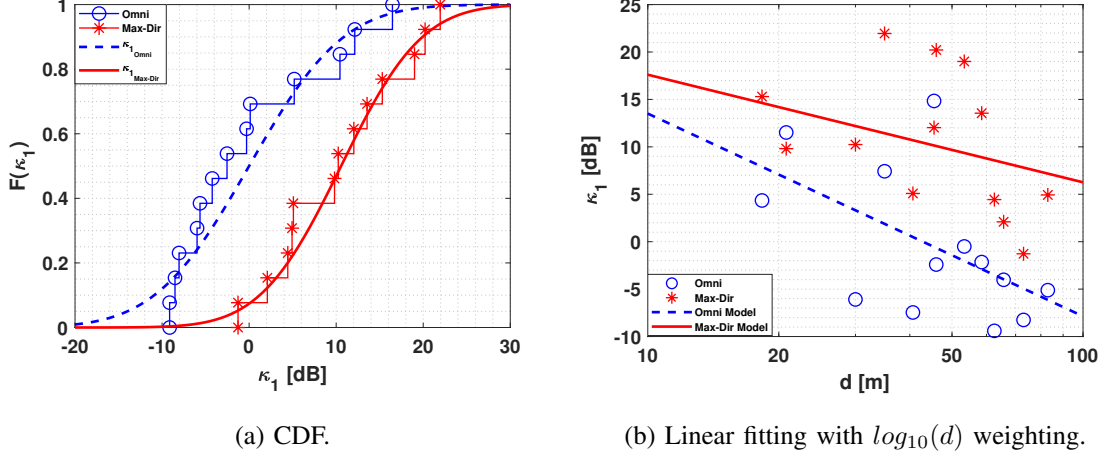 Omni
Max-Dir
κ1Omni
κ1Max-Dir
F(κ1)
1
0.8
0.6
0.4
0.2
0
-20
-10
0
10
20
30
κ1 [dB]
(a) CDF.
κ1 [dB]
25
20
15
10
5
0
-5
-10
Omni
Max-Dir
Omni Model
Max-Dir Model
10
20
50
100
d [m]
(b) Linear fitting with log10(d) weighting.